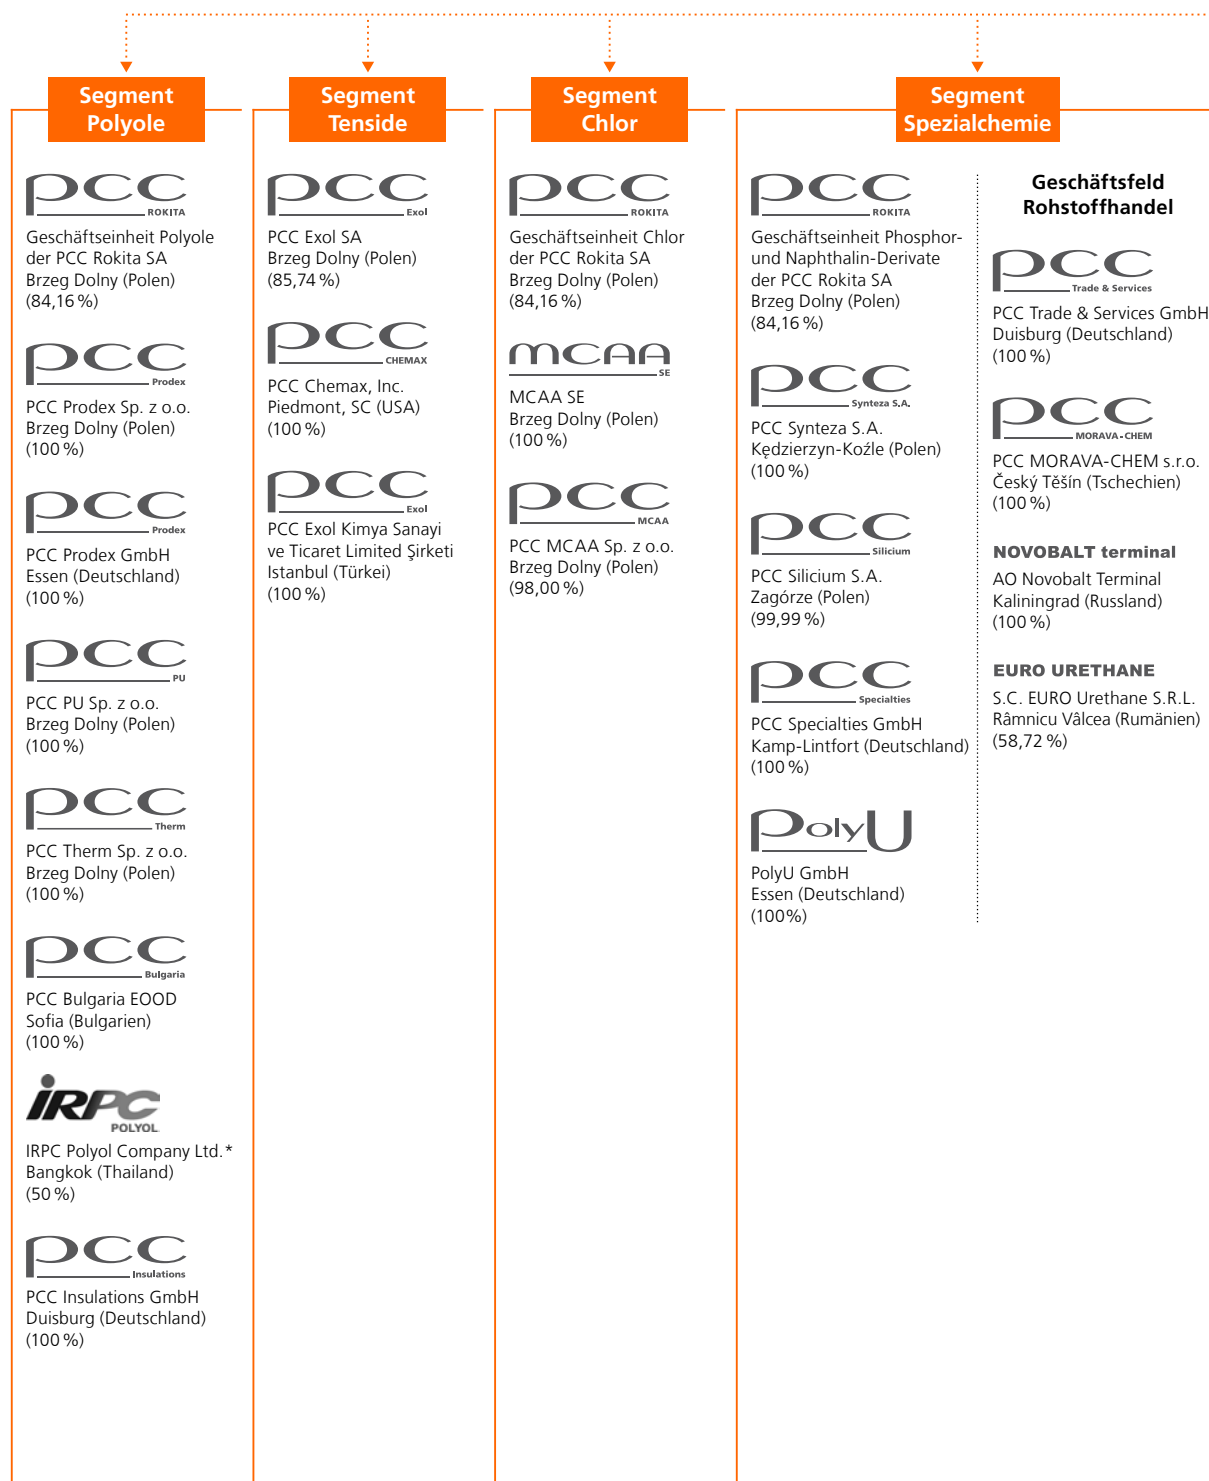 Segment
Polyole
pcc
ROKITA
Geschäftseinheit Polyole
der PCC Rokita SA
Brzeg Dolny (Polen)
(84,16 %)
pcc
Prodex
PCC Prodex Sp. z o.o.
Brzeg Dolny (Polen)
(100 %)
pcc
Prodex
PCC Prodex GmbH
Essen (Deutschland)
(100 %)
pcc
PU
PCC PU Sp. z o.o.
Brzeg Dolny (Polen)
(100 %)
pcc
Therm
PCC Therm Sp. z o.o.
Brzeg Dolny (Polen)
(100 %)
pcc
Bulgaria
PCC Bulgaria EOOD
Sofia (Bulgarien)
(100 %)
iRPC
POLYOL
IRPC Polyol Company Ltd.*
Bangkok (Thailand)
(50 %)
pcc
Insulations
PCC Insulations GmbH
Duisburg (Deutschland)
(100 %)
Segment
Tenside
pcc
Exol
PCC Exol SA
Brzeg Dolny (Polen)
(85,74 %)
pcc
CHEMAX
PCC Chemax, Inc.
Piedmont, SC (USA)
(100 %)
pcc
Exol
PCC Exol Kimya Sanayi
ve Ticaret Limited Şirketi
Istanbul (Türkei)
(100 %)
Segment
Chlor
pcc
ROKITA
Geschäftseinheit Chlor
der PCC Rokita SA
Brzeg Dolny (Polen)
(84,16 %)
MCAA
SE
MCAA SE
Brzeg Dolny (Polen)
(100 %)
pcc
MCAA
PCC MCAA Sp. z o.o.
Brzeg Dolny (Polen)
(98,00 %)
Segment
Spezialchemie
pcc
ROKITA
Geschäftseinheit Phosphor-
und Naphthalin-Derivate
der PCC Rokita SA
Brzeg Dolny (Polen)
(84,16 %)
pcc
Synteza S.A.
PCC Synteza S.A.
Kędzierzyn-Koźle (Polen)
(100 %)
pcc
Silicium
PCC Silicium S.A.
Zagórze (Polen)
(99,99 %)
pcc
Specialties
PCC Specialties GmbH
Kamp-Lintfort (Deutschland)
(100 %)
PolyU
PolyU GmbH
Essen (Deutschland)
(100%)
Geschäftsfeld
Rohstoffhandel
pcc
Trade & Services
PCC Trade & Services GmbH
Duisburg (Deutschland)
(100 %)
pcc
MORAVA-CHEM
PCC MORAVA-CHEM s.r.o.
Český Těšín (Tschechien)
(100 %)
NOVOBALT terminal
AO Novobalt Terminal
Kaliningrad (Russland)
(100 %)
EURO URETHANE
S.C. EURO Urethane S.R.L.
Râmnicu Vâlcea (Rumänien)
(58,72 %)